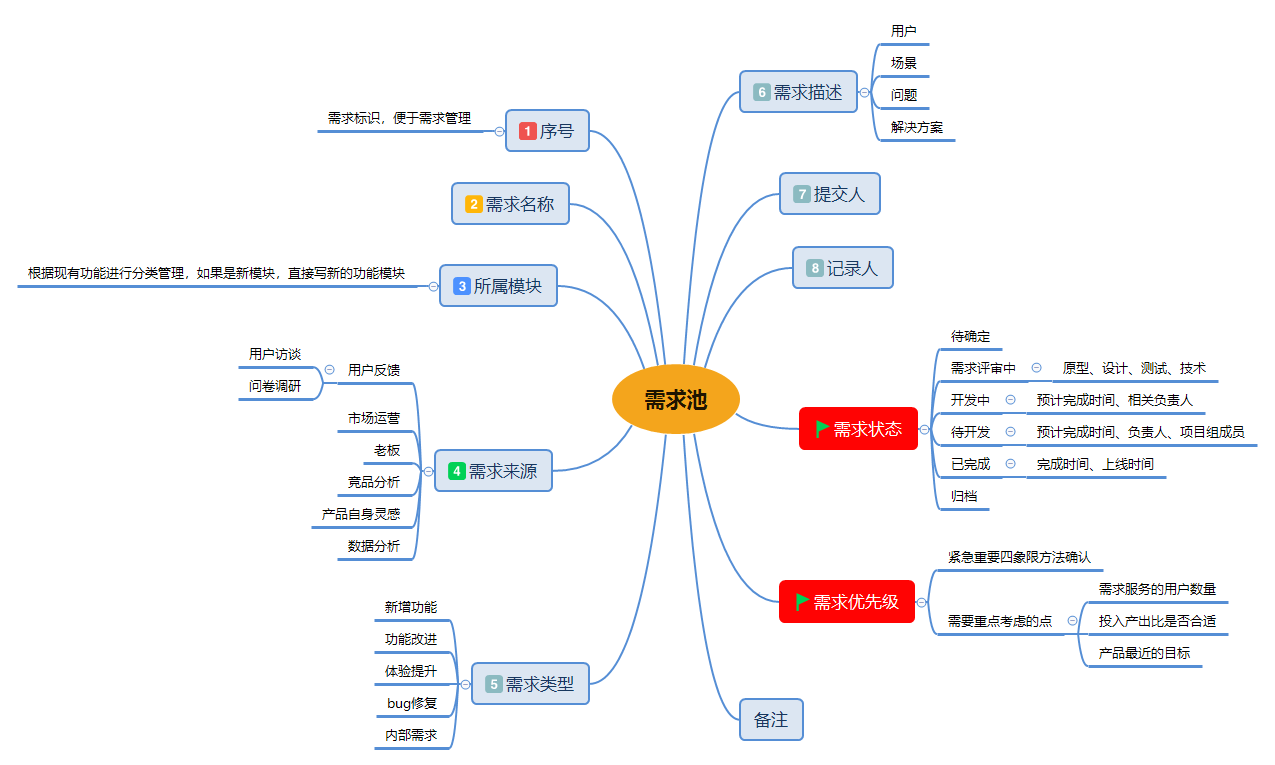 需求池
1 序号
需求标识，便于需求管理
2 需求名称
3 所属模块
根据现有功能进行分类管理，如果是新模块，直接写新的功能模块
4 需求来源
用户反馈
用户访谈
问卷调研
市场运营
老板
竞品分析
产品自身灵感
数据分析
5 需求类型
新增功能
功能改进
体验提升
bug修复
内部需求
6 需求描述
用户
场景
问题
解决方案
7 提交人
8 记录人
需求状态
待确定
需求评审中
原型、设计、测试、技术
开发中
预计完成时间、相关负责人
待开发
预计完成时间、负责人、项目组成员
已完成
完成时间、上线时间
归档
需求优先级
紧急重要四象限方法确认
需要重点考虑的点
需求服务的用户数量
投入产出比是否合适
产品最近的目标
备注